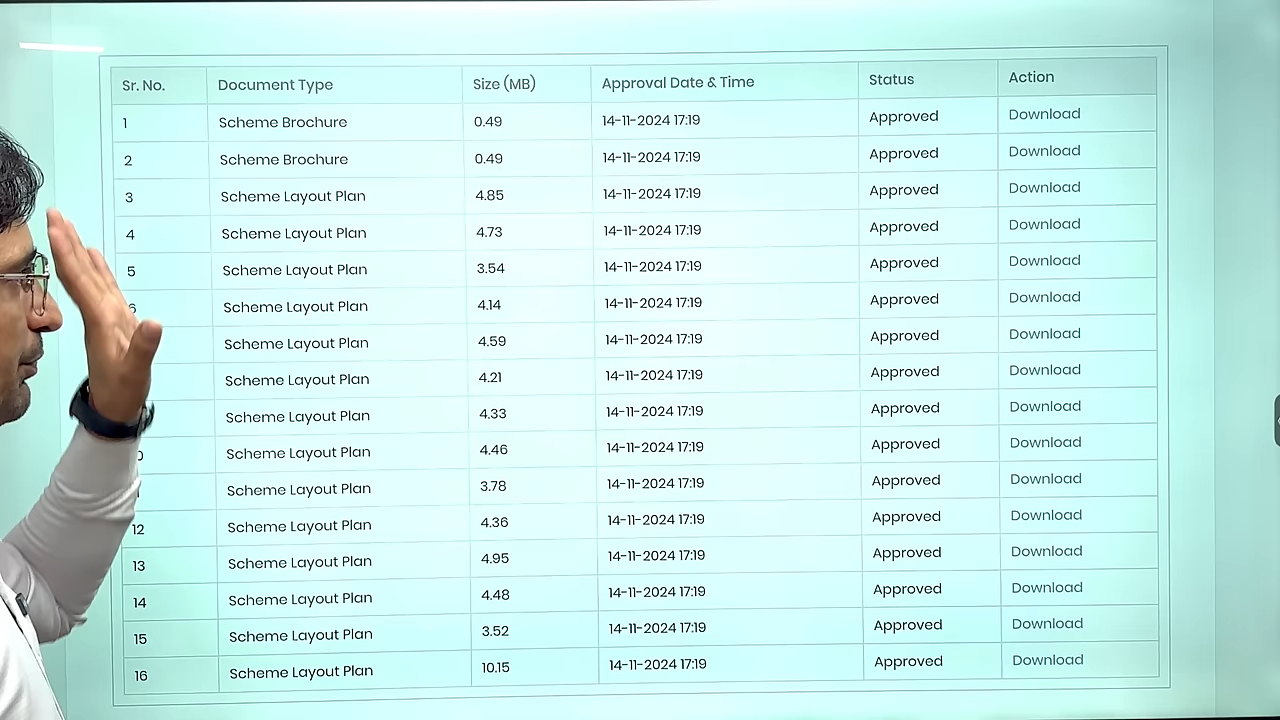 Sr. No. Document Type Size (MB) Approval Date & Time Status Action
1 Scheme Brochure 0.49 14-11-2024 17:19 Approved Download
2 Scheme Brochure 0.49 14-11-2024 17:19 Approved Download
3 Scheme Layout Plan 4.85 14-11-2024 17:19 Approved Download
4 Scheme Layout Plan 4.73 14-11-2024 17:19 Approved Download
5 Scheme Layout Plan 3.54 14-11-2024 17:19 Approved Download
6 Scheme Layout Plan 4.14 14-11-2024 17:19 Approved Download
Scheme Layout Plan 4.59 14-11-2024 17:19 Approved Download
Scheme Layout Plan 4.21 14-11-2024 17:19 Approved Download
Scheme Layout Plan 4.33 14-11-2024 17:19 Approved Download
Scheme Layout Plan 4.46 14-11-2024 17:19 Approved Download
Scheme Layout Plan 3.78 14-11-2024 17:19 Approved Download
12 Scheme Layout Plan 4.36 14-11-2024 17:19 Approved Download
13 Scheme Layout Plan 4.95 14-11-2024 17:19 Approved Download
14 Scheme Layout Plan 4.48 14-11-2024 17:19 Approved Download
15 Scheme Layout Plan 3.52 14-11-2024 17:19 Approved Download
16 Scheme Layout Plan 10.15 14-11-2024 17:19 Approved Download